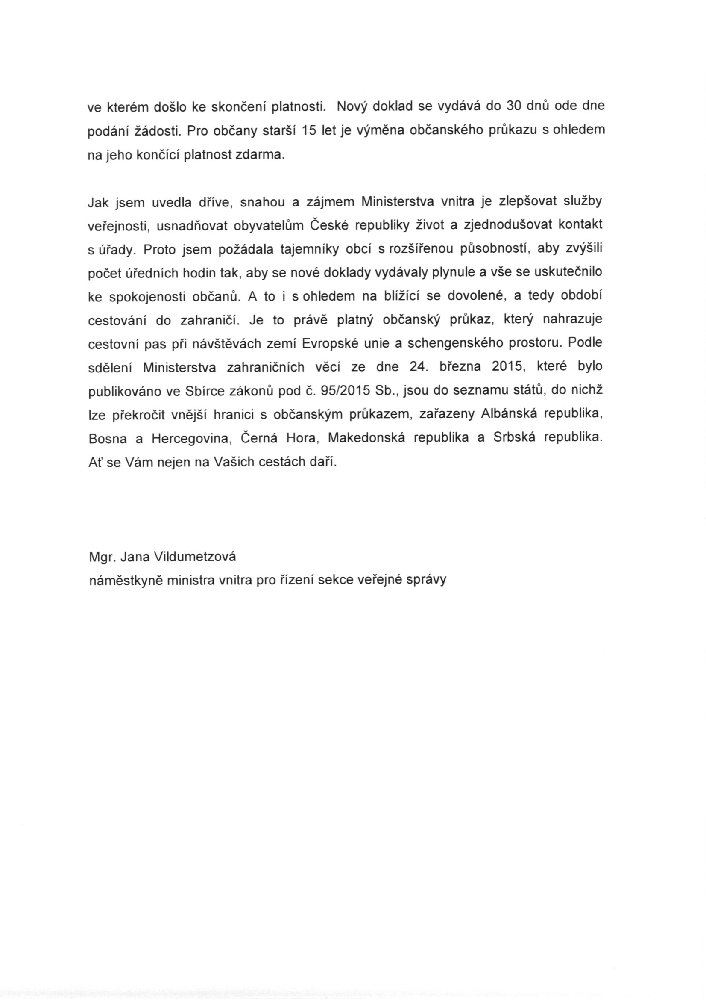 ve kterém došlo ke skončení platnosti. Nový doklad se vydává do 30 dnů ode dne
podání žádosti. Pro občany starší 15 let je výměna občanského průkazu s ohledem
na jeho končící platnost zdarma.
Jak jsem uvedla dříve, snahou a zájmem Ministerstva vnitra je zlepšovat služby
veřejnosti, usnadňovat obyvatelům České republiky život a zjednodušovat kontakt
s úřady. Proto jsem požádala tajemníky obcí s rozšířenou působností, aby zvýšili
počet úředních hodin tak, aby se nové doklady vydávaly plynule a vše se uskutečnilo
ke spokojenosti občanů. A to i s ohledem na blížící se dovolené, a tedy období
cestování do zahraničí. Je to právě platný občanský průkaz, který nahrazuje
cestovní pas při návštěvách zemí Evropské unie a schengenského prostoru. Podle
sdělení Ministerstva zahraničních věcí ze dne 24. března 2015, které bylo
publikováno ve Sbírce zákonů pod č. 95/2015 Sb., jsou do seznamu států, do nichž
lze překročit vnější hranici s občanským průkazem, zařazeny Albánská republika,
Bosna a Hercegovina, Černá Hora, Makedonská republika a Srbská republika.
Ať se Vám nejen na Vašich cestách daří.
Mgr. Jana Vildumetzová
náměstkyně ministra vnitra pro řízení sekce veřejné správy